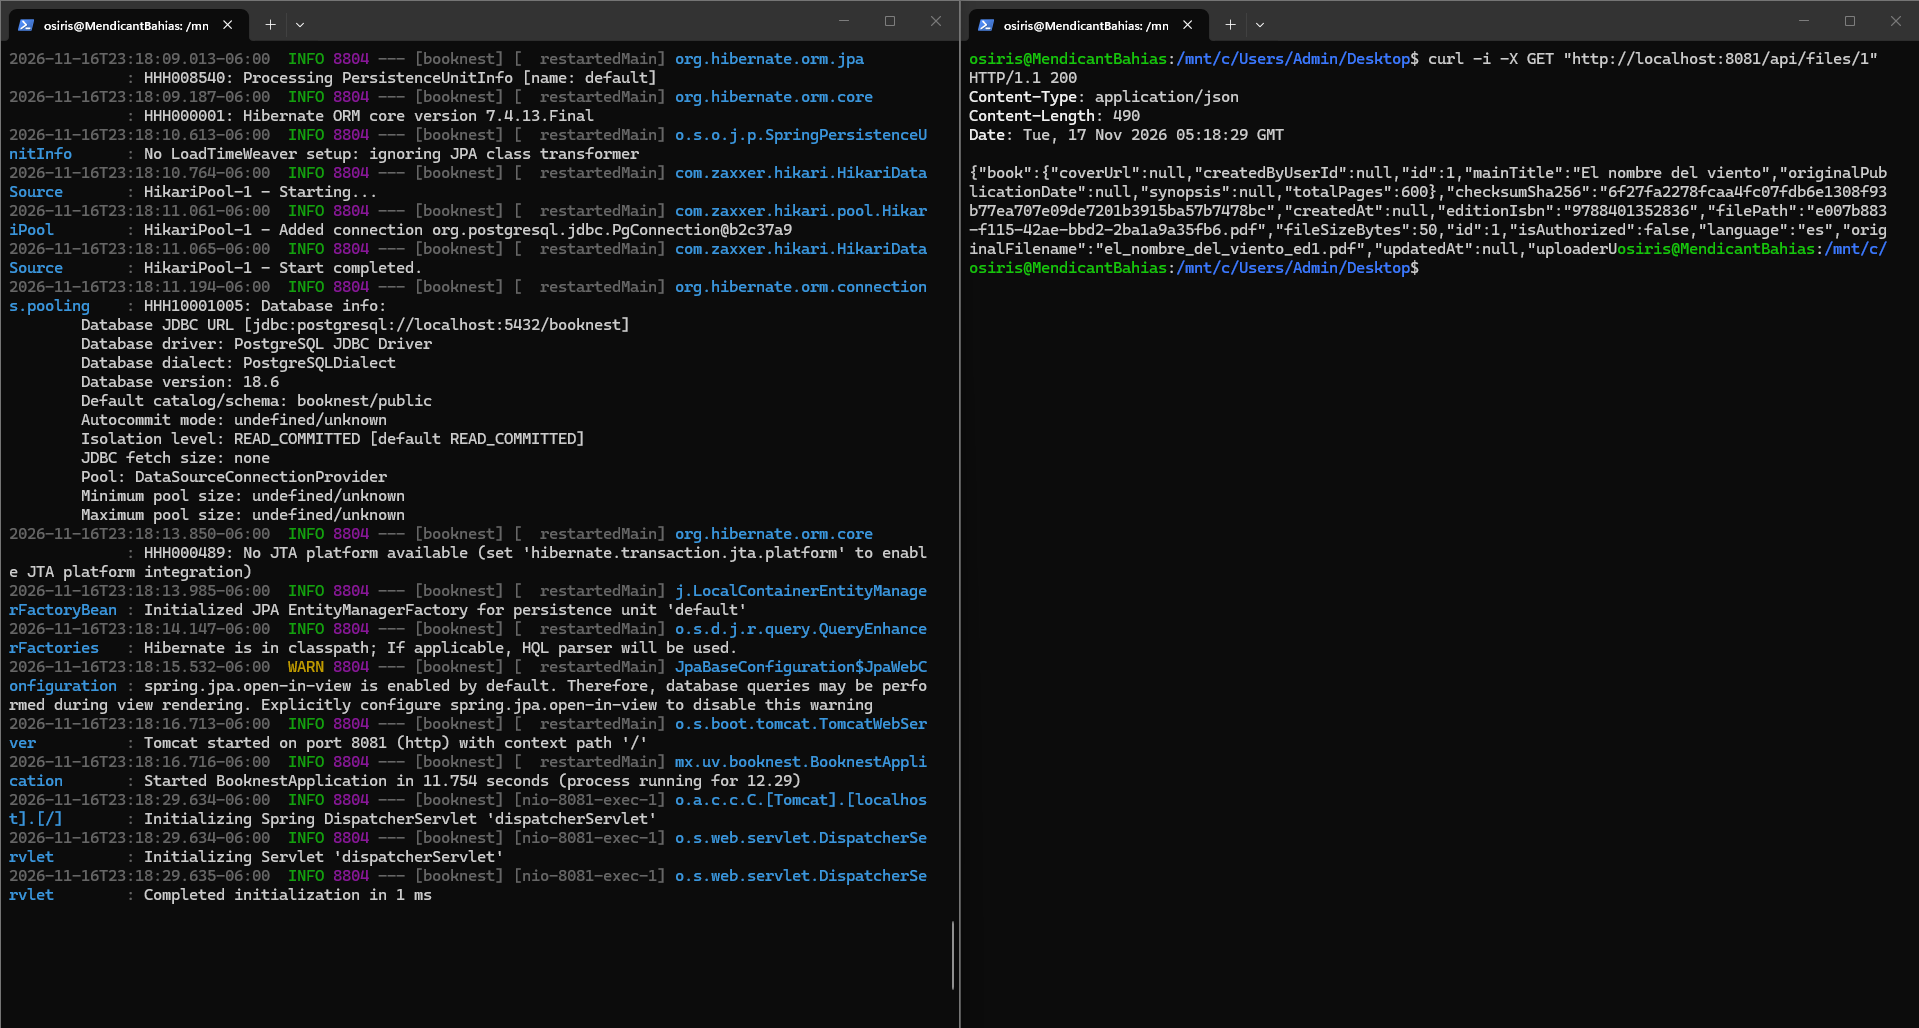 osiris@MendicantBahias: /mn
2026-11-16T23:18:09.013-06:00  INFO 8804 --- [booknest] [  restartedMain] org.hibernate.orm.jpa
             : HHH008540: Processing PersistenceUnitInfo [name: default]
2026-11-16T23:18:09.187-06:00  INFO 8804 --- [booknest] [  restartedMain] org.hibernate.orm.core
             : HHH000001: Hibernate ORM core version 7.4.13.Final
2026-11-16T23:18:10.613-06:00  INFO 8804 --- [booknest] [  restartedMain] o.s.o.j.p.SpringPersistenceU
nitInfo      : No LoadTimeWeaver setup: ignoring JPA class transformer
2026-11-16T23:18:10.764-06:00  INFO 8804 --- [booknest] [  restartedMain] com.zaxxer.hikari.HikariData
Source       : HikariPool-1 - Starting...
2026-11-16T23:18:11.061-06:00  INFO 8804 --- [booknest] [  restartedMain] com.zaxxer.hikari.pool.Hikar
iPool        : HikariPool-1 - Added connection org.postgresql.jdbc.PgConnection@b2c37a9
2026-11-16T23:18:11.065-06:00  INFO 8804 --- [booknest] [  restartedMain] com.zaxxer.hikari.HikariData
Source       : HikariPool-1 - Start completed.
2026-11-16T23:18:11.194-06:00  INFO 8804 --- [booknest] [  restartedMain] org.hibernate.orm.connection
s.pooling    : HHH10001005: Database info:
        Database JDBC URL [jdbc:postgresql://localhost:5432/booknest]
        Database driver: PostgreSQL JDBC Driver
        Database dialect: PostgreSQLDialect
        Database version: 18.6
        Default catalog/schema: booknest/public
        Autocommit mode: undefined/unknown
        Isolation level: READ_COMMITTED [default READ_COMMITTED]
        JDBC fetch size: none
        Pool: DataSourceConnectionProvider
        Minimum pool size: undefined/unknown
        Maximum pool size: undefined/unknown
2026-11-16T23:18:13.850-06:00  INFO 8804 --- [booknest] [  restartedMain] org.hibernate.orm.core
             : HHH000489: No JTA platform available (set 'hibernate.transaction.jta.platform' to enabl
e JTA platform integration)
2026-11-16T23:18:13.985-06:00  INFO 8804 --- [booknest] [  restartedMain] j.LocalContainerEntityManage
rFactoryBean : Initialized JPA EntityManagerFactory for persistence unit 'default'
2026-11-16T23:18:14.147-06:00  INFO 8804 --- [booknest] [  restartedMain] o.s.d.j.r.query.QueryEnhance
rFactories   : Hibernate is in classpath; If applicable, HQL parser will be used.
2026-11-16T23:18:15.532-06:00  WARN 8804 --- [booknest] [  restartedMain] JpaBaseConfiguration$JpaWebC
onfiguration : spring.jpa.open-in-view is enabled by default. Therefore, database queries may be perfo
rmed during view rendering. Explicitly configure spring.jpa.open-in-view to disable this warning
2026-11-16T23:18:16.713-06:00  INFO 8804 --- [booknest] [  restartedMain] o.s.boot.tomcat.TomcatWebSer
ver          : Tomcat started on port 8081 (http) with context path '/'
2026-11-16T23:18:16.716-06:00  INFO 8804 --- [booknest] [  restartedMain] mx.uv.booknest.BooknestAppli
cation       : Started BooknestApplication in 11.754 seconds (process running for 12.29)
2026-11-16T23:18:29.634-06:00  INFO 8804 --- [booknest] [nio-8081-exec-1] o.a.c.c.C.[Tomcat].[localhos
t].[/]       : Initializing Spring DispatcherServlet 'dispatcherServlet'
2026-11-16T23:18:29.634-06:00  INFO 8804 --- [booknest] [nio-8081-exec-1] o.s.web.servlet.DispatcherSe
rvlet        : Initializing Servlet 'dispatcherServlet'
2026-11-16T23:18:29.635-06:00  INFO 8804 --- [booknest] [nio-8081-exec-1] o.s.web.servlet.DispatcherSe
rvlet        : Completed initialization in 1 ms
osiris@MendicantBahias: /mn
osiris@MendicantBahias:/mnt/c/Users/Admin/Desktop$ curl -i -X GET "http://localhost:8081/api/files/1"
HTTP/1.1 200
Content-Type: application/json
Content-Length: 490
Date: Tue, 17 Nov 2026 05:18:29 GMT

{"book":{"coverUrl":null,"createdByUserId":null,"id":1,"mainTitle":"El nombre del viento","originalPu
blicationDate":null,"synopsis":null,"totalPages":600},"checksumSha256":"6f27fa2278fcaa4fc07fdb6e1308f93
b77ea707e09de7201b3915ba57b7478bc","createdAt":null,"editionIsbn":"9788401352836","filePath":"e007b883
-f115-42ae-bbd2-2ba1a9a35fb6.pdf","fileSizeBytes":50,"id":1,"isAuthorized":false,"language":"es","orig
inalFilename":"el_nombre_del_viento_ed1.pdf","updatedAt":null,"uploaderUosiris@MendicantBahias:/mnt/c/
osiris@MendicantBahias:/mnt/c/Users/Admin/Desktop$